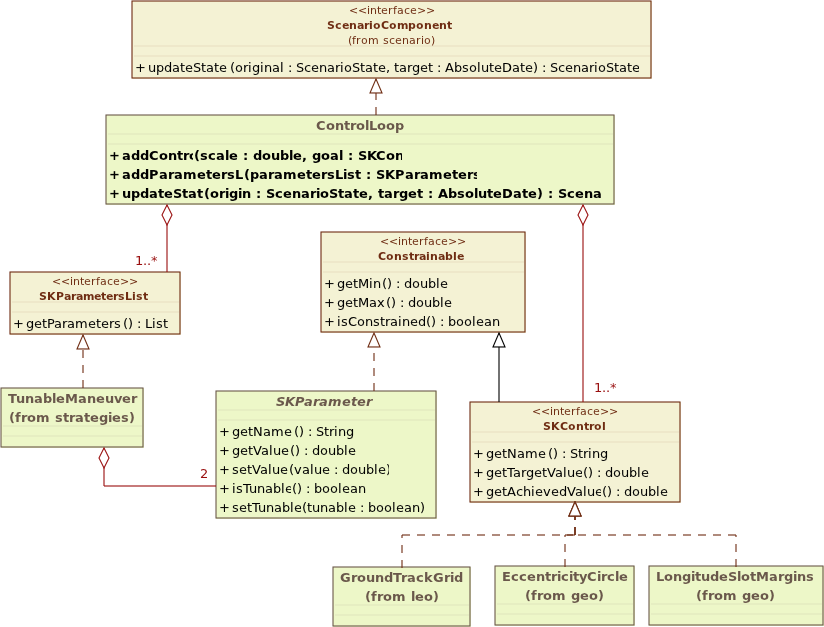 <<interface>>
ScenarioComponent
(from scenario)
+ updateState (original : ScenarioState, target : AbsoluteDate) : ScenarioState
ControlLoop
+ addContro(scale : double, goal : SKCon
+ addParametersL(parametersList : SKParameters
+ updateStat(origin : ScenarioState, target : AbsoluteDate) : Scena
1..*
<<interface>>
SKParametersList
+ getParameters () : List
<<interface>>
Constrainable
+ getMin() : double
+ getMax() : double
+ isConstrained() : boolean
1..*
TunableManeuver
(from strategies)
2
SKParameter
+ getName () : String
+ getValue() : double
+ setValue(value : double)
+ isTunable() : boolean
+ setTunable(tunable : boolean)
<<interface>>
SKControl
+ getName() : String
+ getTargetValue() : double
+ getAchievedValue() : double
GroundTrackGrid
(from leo)
EccentricityCircle
(from geo)
LongitudeSlotMargins
(from geo)